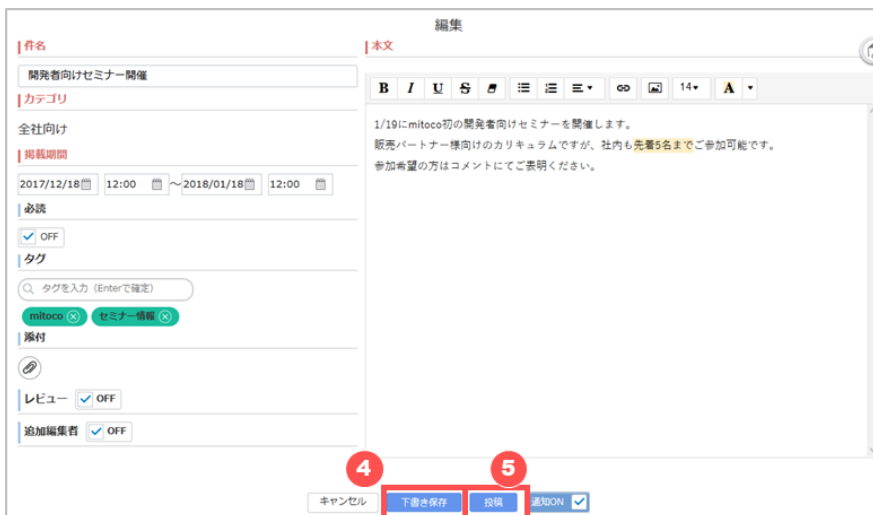 編集
件名
開発者向けセミナー開催
カテゴリ
全社向け
掲載期間
2017/12/18 12:00 ～2018/01/18 12:00
必読
OFF
タグ
タグを入力（Enterで確定）
mitoco セミナー情報
添付
レビュー OFF
追加編集者 OFF
本文
B I U S 14 A
1/19にmitoco初の開発者向けセミナーを開催します。
販売パートナー様向けのカリキュラムですが、社内も先着5名までご参加可能です。
参加希望の方はコメントにてご表明ください。
4 5
キャンセル 下書き保存 投稿 通知ON